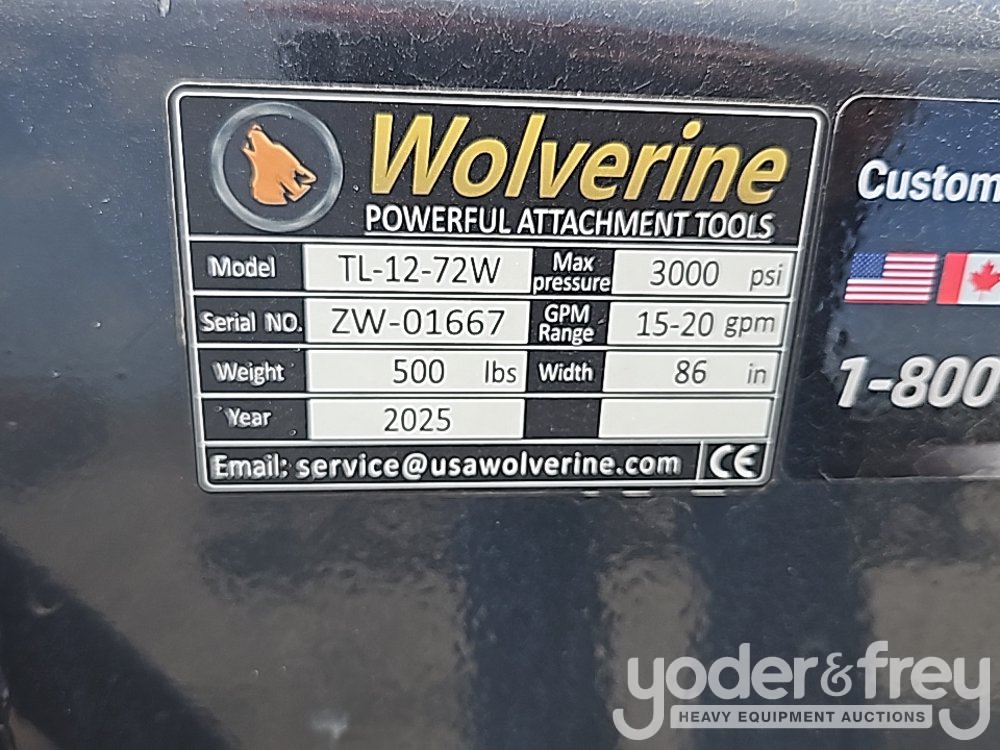 Wolverine
POWERFUL ATTACHMENT TOOLS
Model TL-12-72W Max pressure 3000 psi
Serial NO. ZW-01667 GPM Range 15-20 gpm
Weight 500 lbs Width 86 in
Year 2025
Email: service@usawolverine.com CE
Custom
1-800
yoder&frey
HEAVY EQUIPMENT AUCTIONS